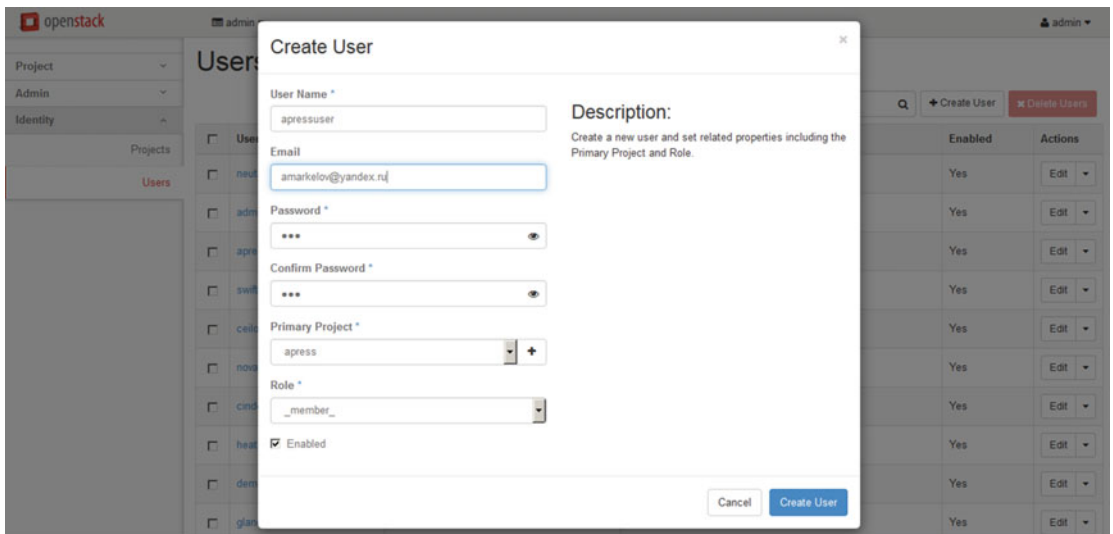 openstack
admin
admin
Project
Admin
Identity
Projects
Users
Users
Create User
Delete Users
Enabled
Actions
Yes
Edit
Yes
Edit
Yes
Edit
Yes
Edit
Yes
Edit
Yes
Edit
Yes
Edit
Yes
Edit
Yes
Edit
Yes
Edit
Create User
×
User Name *
apressuser
Email
amarkelov@yandex.ru
Password *
Confirm Password *
Primary Project *
apress
+
Role *
_member_
Enabled
Description:
Create a new user and set related properties including the
Primary Project and Role.
Cancel
Create User